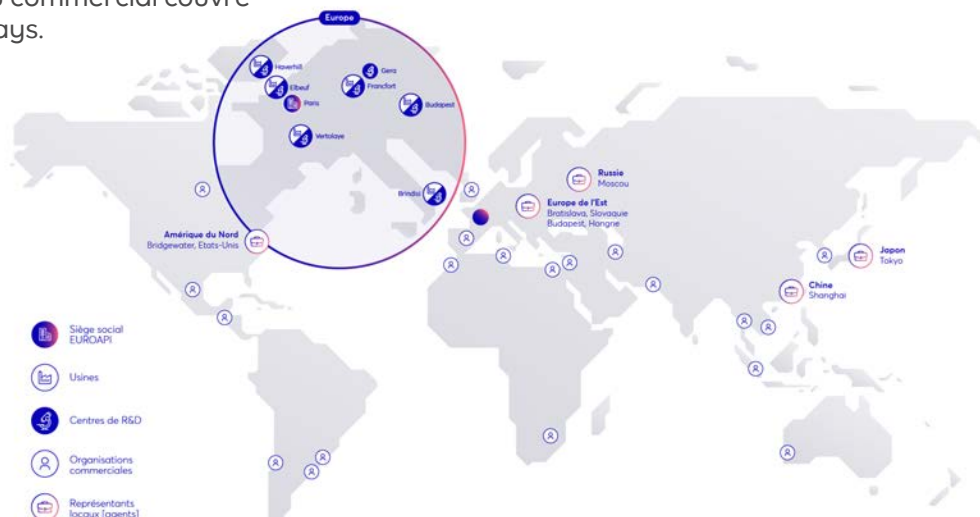 commercial couvre
ays.
Europe
Haverhill
Elbeuf
Paris
Gera
Francfort
Budapest
Vertolaye
Brindisi
Russie
Moscou
Europe de l'Est
Bratislava, Slovaquie
Budapest, Hongrie
Amérique du Nord
Bridgewater, Etats-Unis
Japon
Tokyo
Chine
Shanghai
Siège social
EUROAPI
Usines
Centres de R&D
Organisations
commerciales
Représentants
locaux [agents]